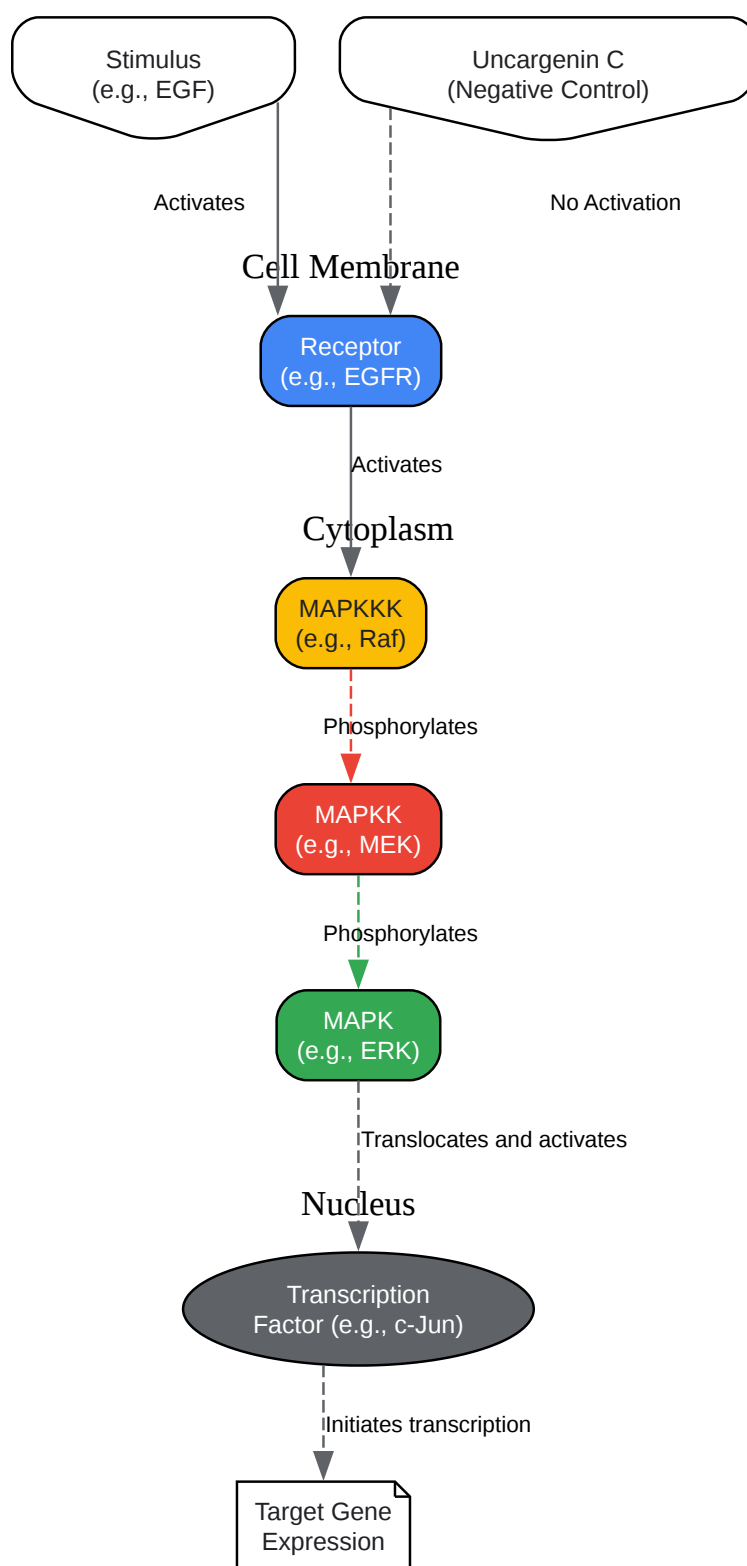 Stimulus
(e.g., EGF)
Uncargenin C
(Negative Control)
Activates
No Activation
Cell Membrane
Receptor
(e.g., EGFR)
Activates
Cytoplasm
MAPKKK
(e.g., Raf)
Phosphorylates
MAPKK
(e.g., MEK)
Phosphorylates
MAPK
(e.g., ERK)
Translocates and activates
Nucleus
Transcription
Factor (e.g., c-Jun)
Initiates transcription
Target Gene
Expression